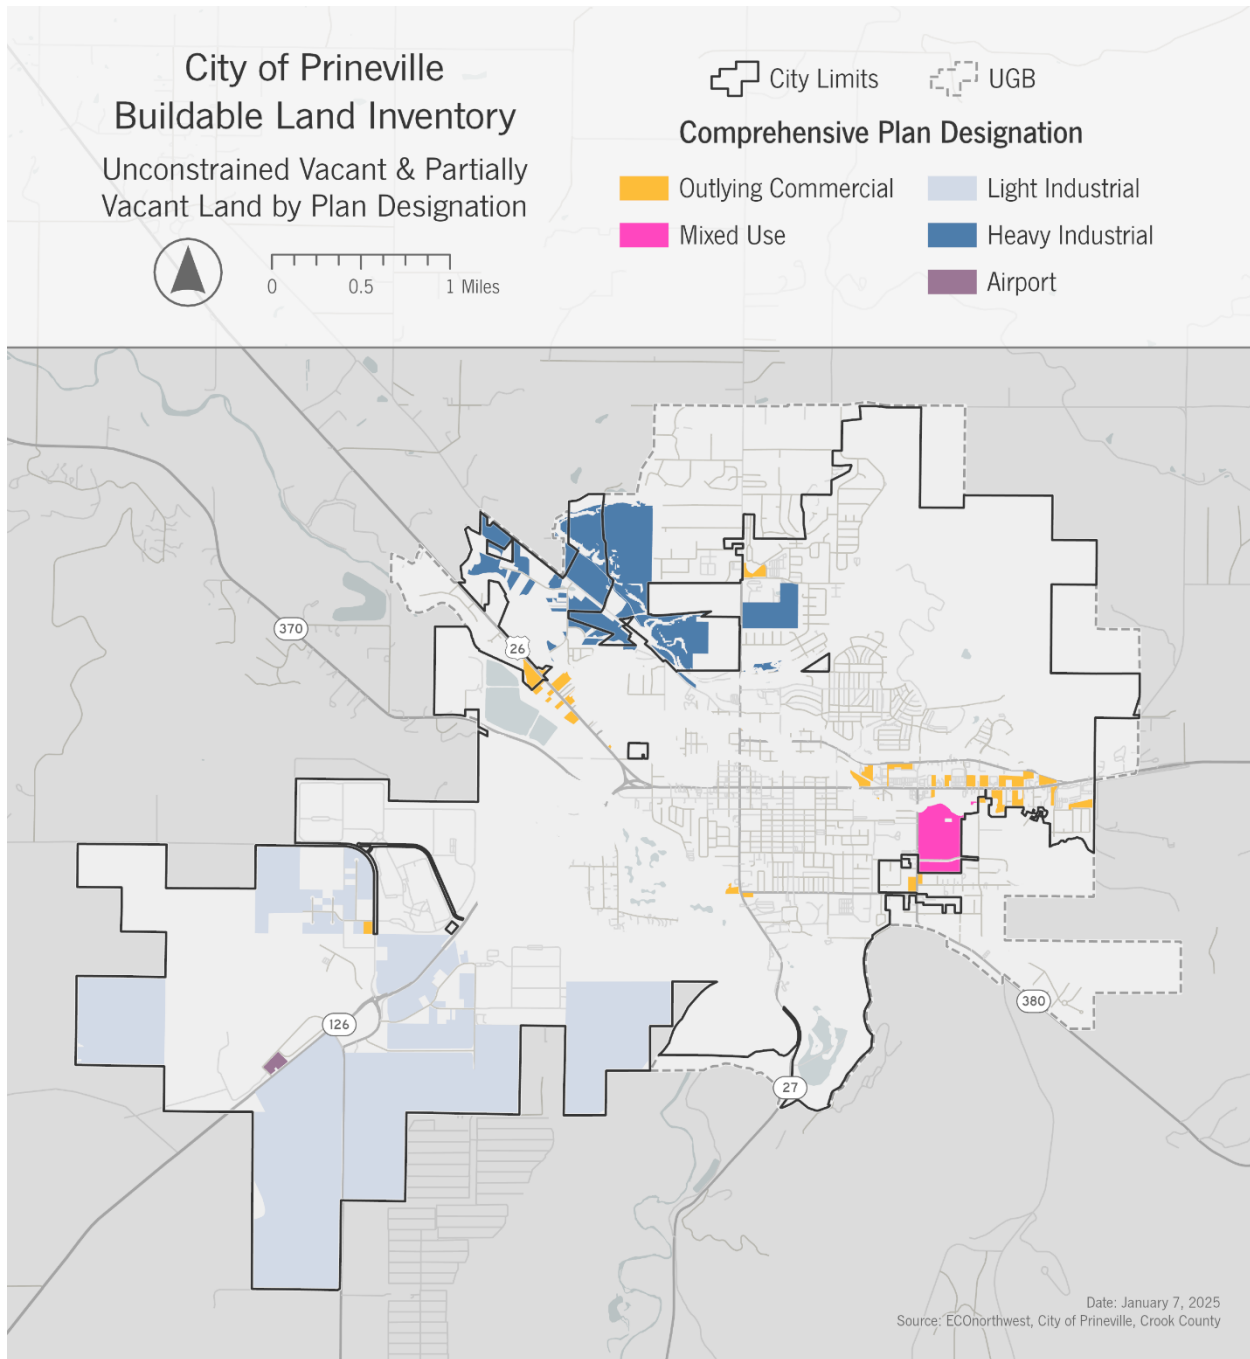 City of Prineville
Buildable Land Inventory
Unconstrained Vacant & Partially
Vacant Land by Plan Designation
0 0.5 1 Miles
City Limits
UGB
Comprehensive Plan Designation
Outlying Commercial
Light Industrial
Mixed Use
Heavy Industrial
Airport
370
26
126
380
27
Date: January 7, 2025
Source: ECOnorthwest, City of Prineville, Crook County